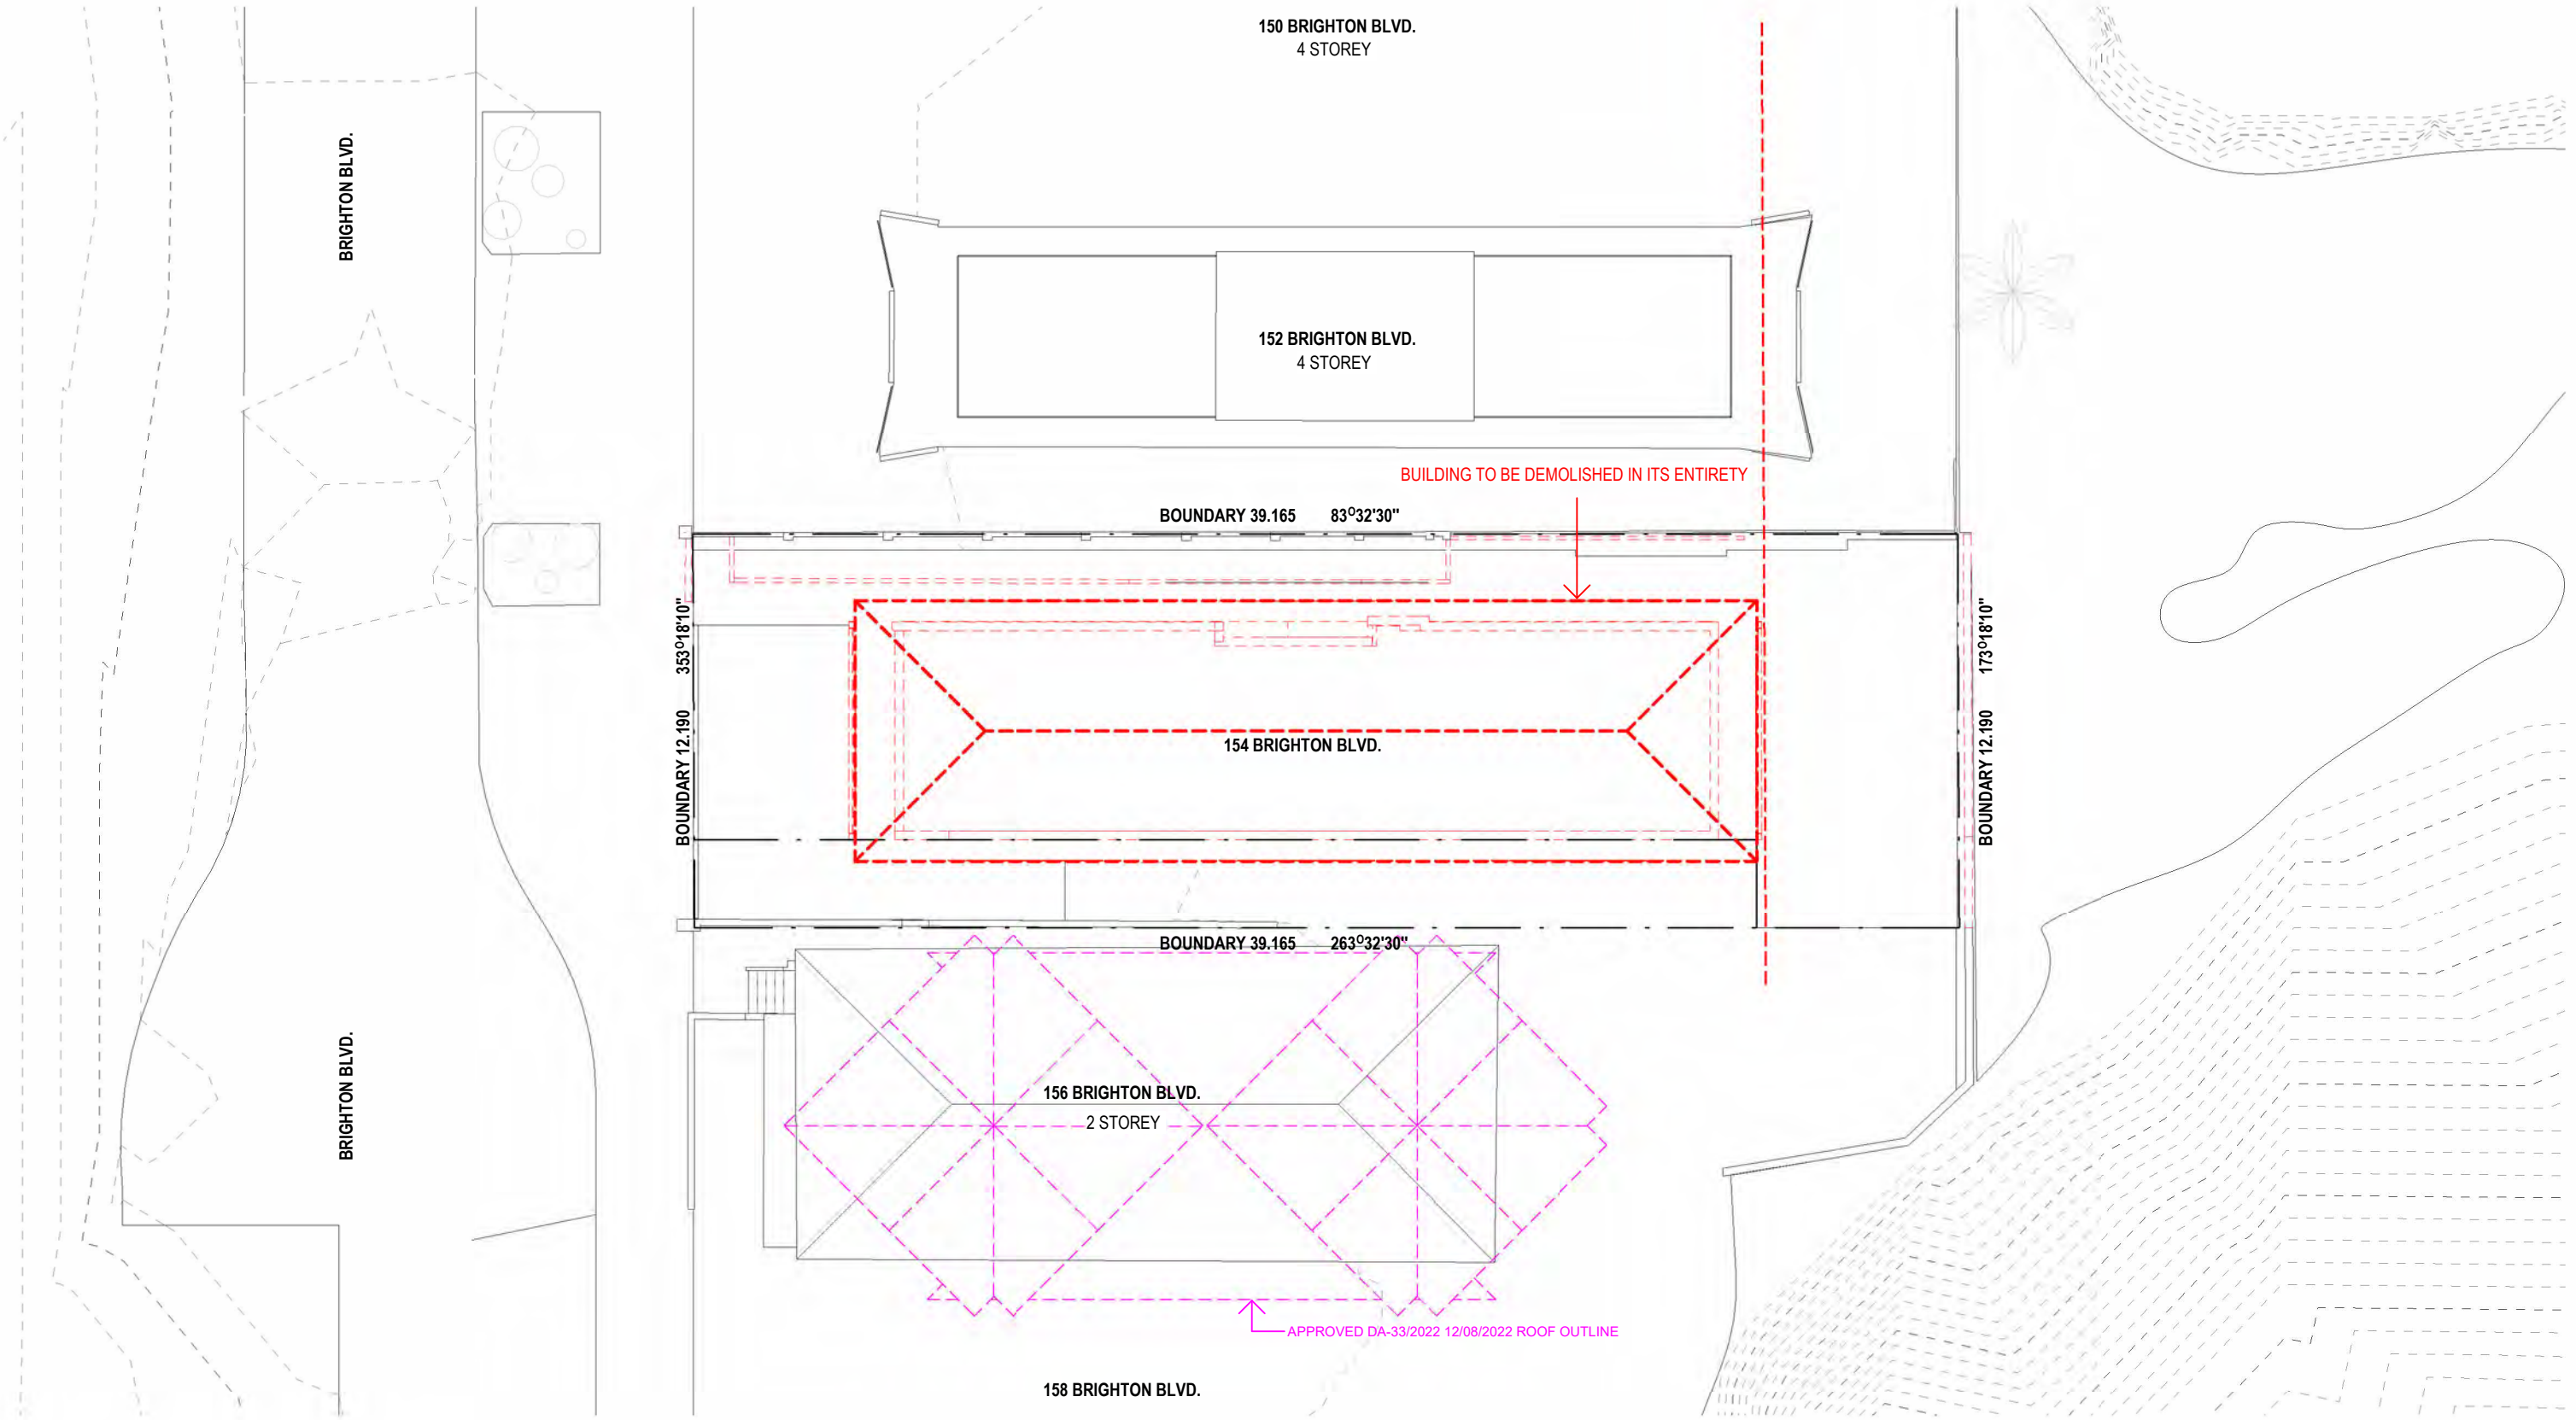 150 BRIGHTON BLVD.
4 STOREY
BRIGHTON BLVD.
152 BRIGHTON BLVD.
4 STOREY
BUILDING TO BE DEMOLISHED IN ITS ENTIRETY
BOUNDARY 39.165 83°32'30"
BOUNDARY 12.190 353°18'10"
154 BRIGHTON BLVD.
BOUNDARY 12.190 173°18'10"
BOUNDARY 39.165 263°32'30"
BRIGHTON BLVD.
156 BRIGHTON BLVD.
2 STOREY
APPROVED DA-33/2022 12/08/2022 ROOF OUTLINE
158 BRIGHTON BLVD.